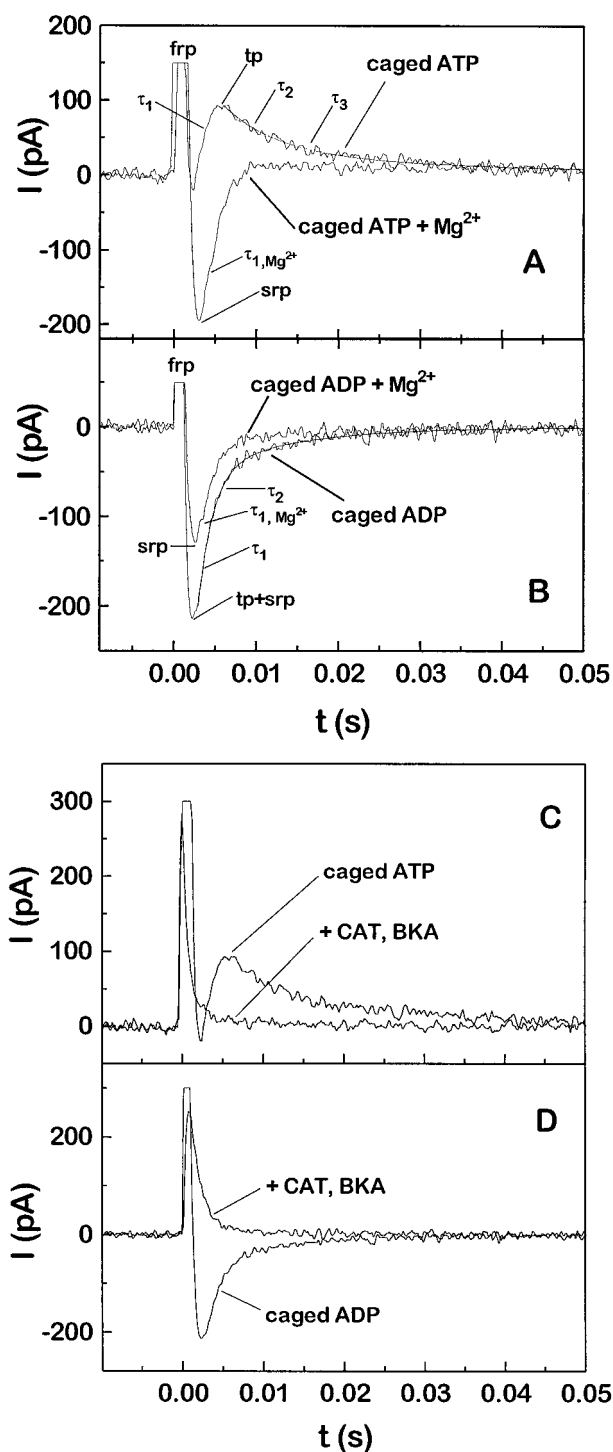 200
frp
tp
τ1
τ2
τ3
caged ATP
100
I (pA)
0
caged ATP + Mg2+
-100
τ1,Mg2+
A
srp
-200
frp
caged ADP + Mg2+
0
I (pA)
τ2
caged ADP
-100
τ1, Mg2+
srp
τ1
B
-200
tp+srp
0.00 0.01 0.02 0.03 0.04 0.05
t (s)
300
C
caged ATP
200
+ CAT, BKA
I (pA)
100
0
D
200
+ CAT, BKA
I (pA)
0
caged ADP
-200
0.00 0.01 0.02 0.03 0.04 0.05
t (s)